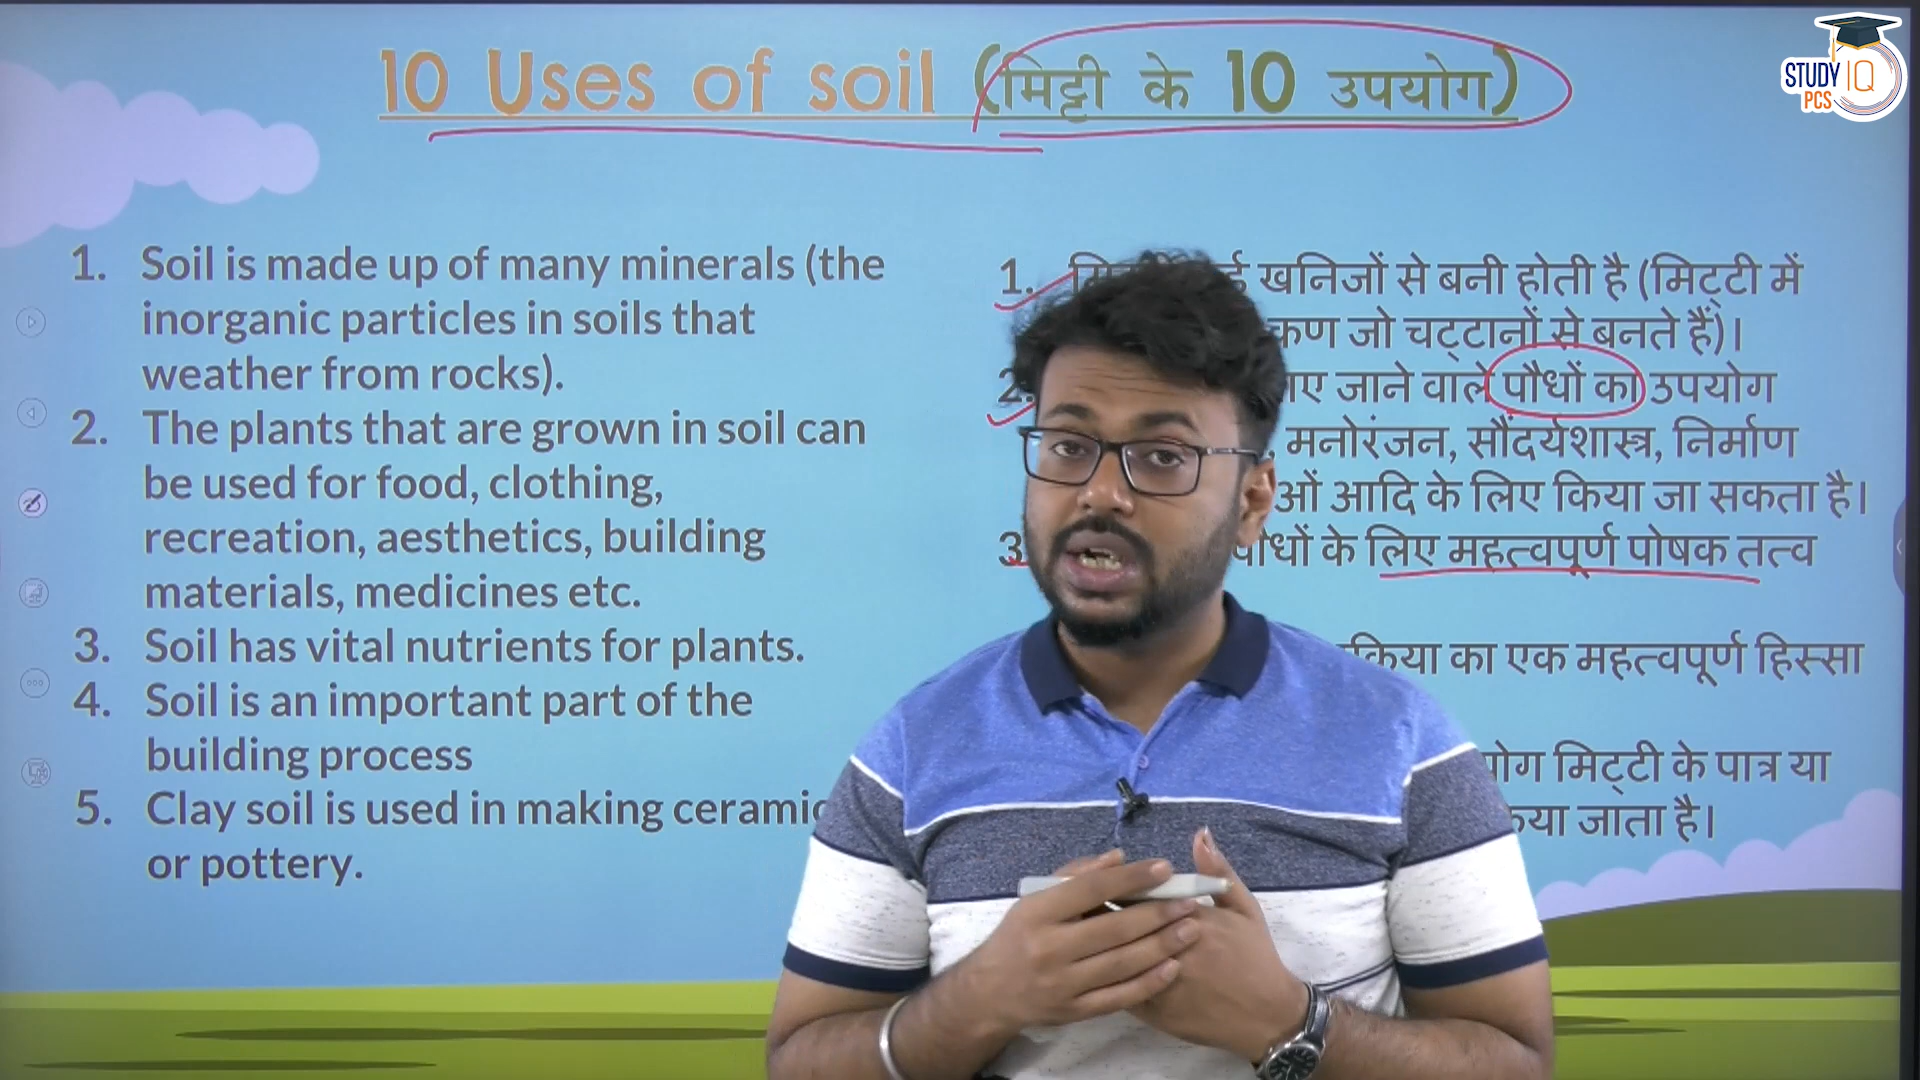 10 Uses of soil (मिट्टी के 10 उपयोग)
STUDY IQ
PCS
1. Soil is made up of many minerals (the
inorganic particles in soils that
weather from rocks).
2. The plants that are grown in soil can
be used for food, clothing,
recreation, aesthetics, building
materials, medicines etc.
3. Soil has vital nutrients for plants.
4. Soil is an important part of the
building process
5. Clay soil is used in making ceramic
or pottery.
1. खनिजों से बनी होती है (मिट्टी में
कण जो चट्टानों से बनते हैं)।
2. जाने वाले पौधों का उपयोग
मनोरंजन, सौंदर्यशास्त्र, निर्माण
आदि के लिए किया जा सकता है।
3. पौधों के लिए महत्वपूर्ण पोषक तत्व
का एक महत्वपूर्ण हिस्सा
मिट्टी के पात्र या
जाता है।